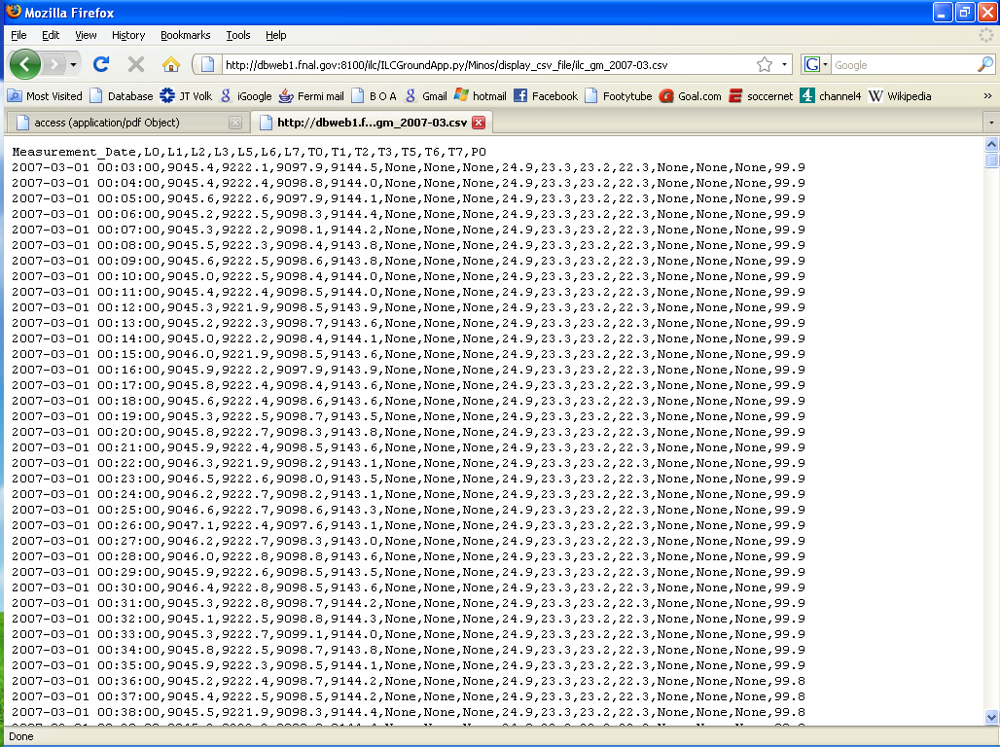 Mozilla Firefox
File Edit View History Bookmarks Tools Help
http://dbweb1.fnal.gov:8100/ilc/ILCGroundApp.py/Minos/display_csv_file/ilc_gm_2007-03.csv G Google
Most Visited Database JT Volk iGoogle Fermi mail B O A Gmail hotmail Facebook Footytube Goal.com soccernet channel4 Wikipedia »
access (application/pdf Object) http://dbweb1.f...gm_2007-03.csv
Measurement_Date,L0,L1,L2,L3,L5,L6,L7,T0,T1,T2,T3,T5,T6,T7,P0
2007-03-01 00:03:00,9045.4,9222.1,9097.9,9144.5,None,None,None,24.9,23.3,23.2,22.3,None,None,None,99.9
2007-03-01 00:04:00,9045.4,9222.6,9098.0,9144.0,None,None,None,24.9,23.3,23.2,22.3,None,None,None,99.9
2007-03-01 00:05:00,9045.6,9222.6,9097.9,9144.1,None,None,None,24.9,23.3,23.2,22.3,None,None,None,99.9
2007-03-01 00:06:00,9045.2,9222.5,9098.3,9144.4,None,None,None,24.9,23.3,23.2,22.3,None,None,None,99.9
2007-03-01 00:07:00,9045.3,9222.2,9098.1,9144.2,None,None,None,24.9,23.3,23.2,22.3,None,None,None,99.9
2007-03-01 00:08:00,9045.5,9222.3,9098.4,9143.8,None,None,None,24.9,23.3,23.2,22.3,None,None,None,99.9
2007-03-01 00:09:00,9045.6,9222.5,9098.6,9143.8,None,None,None,24.9,23.3,23.2,22.3,None,None,None,99.9
2007-03-01 00:10:00,9045.0,9222.5,9098.4,9144.0,None,None,None,24.9,23.3,23.2,22.3,None,None,None,99.9
2007-03-01 00:11:00,9045.4,9222.4,9098.5,9144.0,None,None,None,24.9,23.3,23.2,22.3,None,None,None,99.9
2007-03-01 00:12:00,9045.3,9221.9,9098.5,9143.9,None,None,None,24.9,23.3,23.2,22.3,None,None,None,99.9
2007-03-01 00:13:00,9045.2,9222.3,9098.7,9143.6,None,None,None,24.9,23.3,23.2,22.3,None,None,None,99.9
2007-03-01 00:14:00,9045.0,9222.2,9098.4,9144.1,None,None,None,24.9,23.3,23.2,22.3,None,None,None,99.9
2007-03-01 00:15:00,9046.0,9221.9,9098.5,9143.6,None,None,None,24.9,23.3,23.2,22.3,None,None,None,99.9
2007-03-01 00:16:00,9045.9,9222.2,9097.9,9143.9,None,None,None,24.9,23.3,23.2,22.3,None,None,None,99.9
2007-03-01 00:17:00,9045.8,9222.4,9098.4,9143.6,None,None,None,24.9,23.3,23.2,22.3,None,None,None,99.9
2007-03-01 00:18:00,9045.6,9222.4,9098.6,9143.6,None,None,None,24.9,23.3,23.2,22.3,None,None,None,99.9
2007-03-01 00:19:00,9045.3,9222.5,9098.7,9143.5,None,None,None,24.9,23.3,23.2,22.3,None,None,None,99.9
2007-03-01 00:20:00,9045.8,9222.7,9098.3,9143.8,None,None,None,24.9,23.3,23.2,22.3,None,None,None,99.9
2007-03-01 00:21:00,9045.9,9222.4,9098.5,9143.6,None,None,None,24.9,23.3,23.2,22.3,None,None,None,99.9
2007-03-01 00:22:00,9046.3,9221.9,9098.2,9143.1,None,None,None,24.9,23.3,23.2,22.3,None,None,None,99.9
2007-03-01 00:23:00,9046.5,9222.6,9098.0,9143.5,None,None,None,24.9,23.3,23.2,22.3,None,None,None,99.9
2007-03-01 00:24:00,9046.2,9222.7,9098.2,9143.1,None,None,None,24.9,23.3,23.2,22.3,None,None,None,99.9
2007-03-01 00:25:00,9046.6,9222.7,9098.6,9143.3,None,None,None,24.9,23.3,23.2,22.3,None,None,None,99.9
2007-03-01 00:26:00,9047.1,9222.4,9097.6,9143.1,None,None,None,24.9,23.3,23.2,22.3,None,None,None,99.9
2007-03-01 00:27:00,9046.2,9222.7,9098.3,9143.0,None,None,None,24.9,23.3,23.2,22.3,None,None,None,99.9
2007-03-01 00:28:00,9046.0,9222.8,9098.8,9143.6,None,None,None,24.9,23.3,23.2,22.3,None,None,None,99.9
2007-03-01 00:29:00,9045.9,9222.6,9098.5,9143.5,None,None,None,24.9,23.3,23.2,22.3,None,None,None,99.9
2007-03-01 00:30:00,9046.4,9222.8,9098.5,9143.6,None,None,None,24.9,23.3,23.2,22.3,None,None,None,99.9
2007-03-01 00:31:00,9045.3,9222.8,9098.7,9144.2,None,None,None,24.9,23.3,23.2,22.3,None,None,None,99.9
2007-03-01 00:32:00,9045.1,9222.5,9098.8,9144.3,None,None,None,24.9,23.3,23.2,22.3,None,None,None,99.9
2007-03-01 00:33:00,9045.3,9222.7,9099.1,9144.0,None,None,None,24.9,23.3,23.2,22.3,None,None,None,99.9
2007-03-01 00:34:00,9045.8,9222.5,9098.7,9143.8,None,None,None,24.9,23.3,23.2,22.3,None,None,None,99.9
2007-03-01 00:35:00,9045.9,9222.3,9098.5,9144.1,None,None,None,24.9,23.3,23.2,22.3,None,None,None,99.9
2007-03-01 00:36:00,9045.2,9222.4,9098.7,9144.2,None,None,None,24.9,23.3,23.2,22.3,None,None,None,99.8
2007-03-01 00:37:00,9045.4,9222.5,9098.5,9144.2,None,None,None,24.9,23.3,23.2,22.3,None,None,None,99.8
2007-03-01 00:38:00,9045.5,9221.9,9098.3,9144.4,None,None,None,24.9,23.3,23.2,22.3,None,None,None,99.8
Done